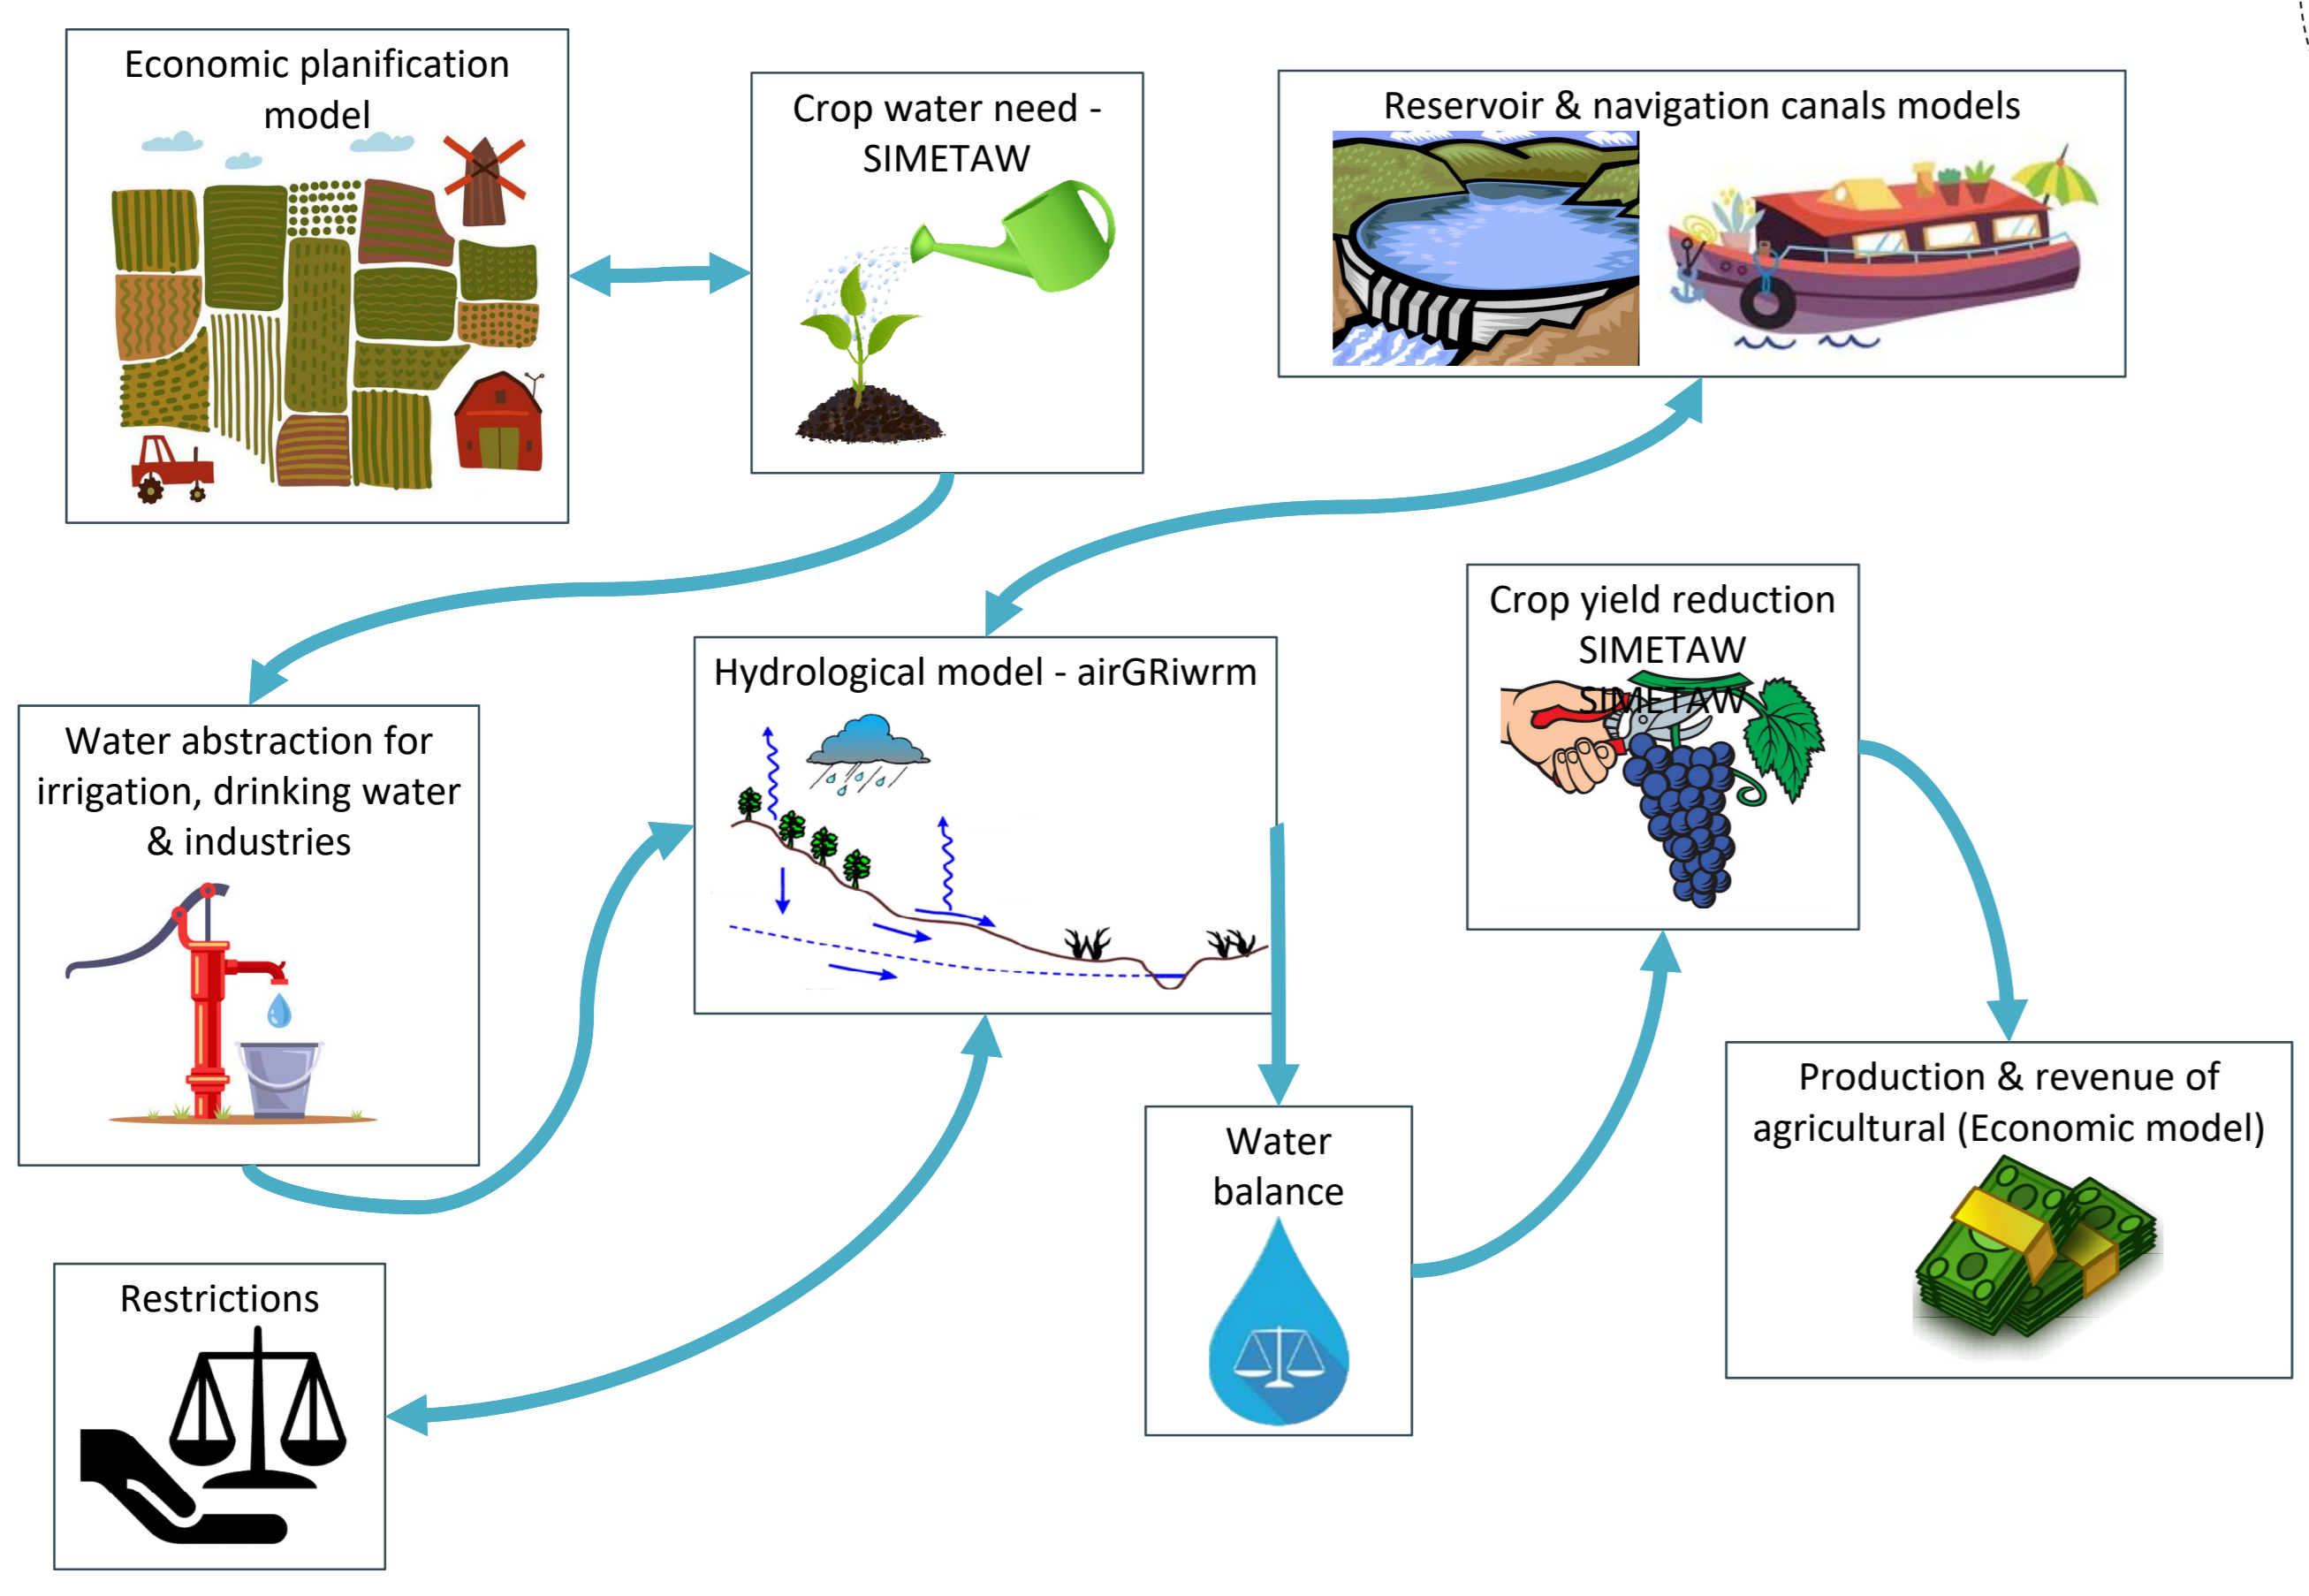 Economic planification
model
Crop water need -
SIMETAW
Reservoir & navigation canals models
Water abstraction for
irrigation, drinking water
& industries
Hydrological model - airGRiwrm
Crop yield reduction
SIMETAW
SIMETAW
Water
balance
Production & revenue of
agricultural (Economic model)
Restrictions